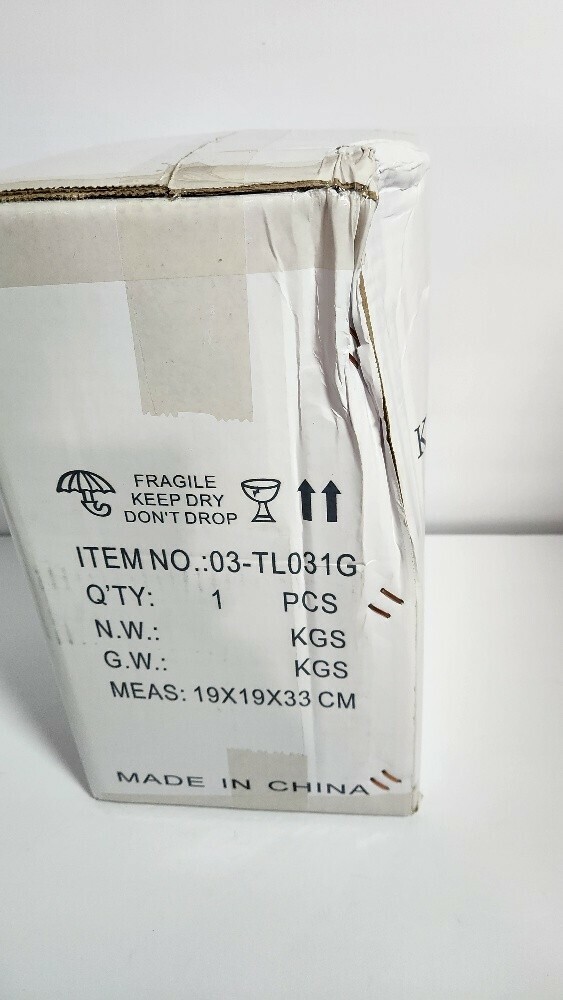 FRAGILE
KEEP DRY
DON'T DROP
ITEM NO.:03-TL031G
Q'TY: 1 PCS
N.W.: KGS
G.W.: KGS
MEAS: 19X19X33 CM
MADE IN CHINA